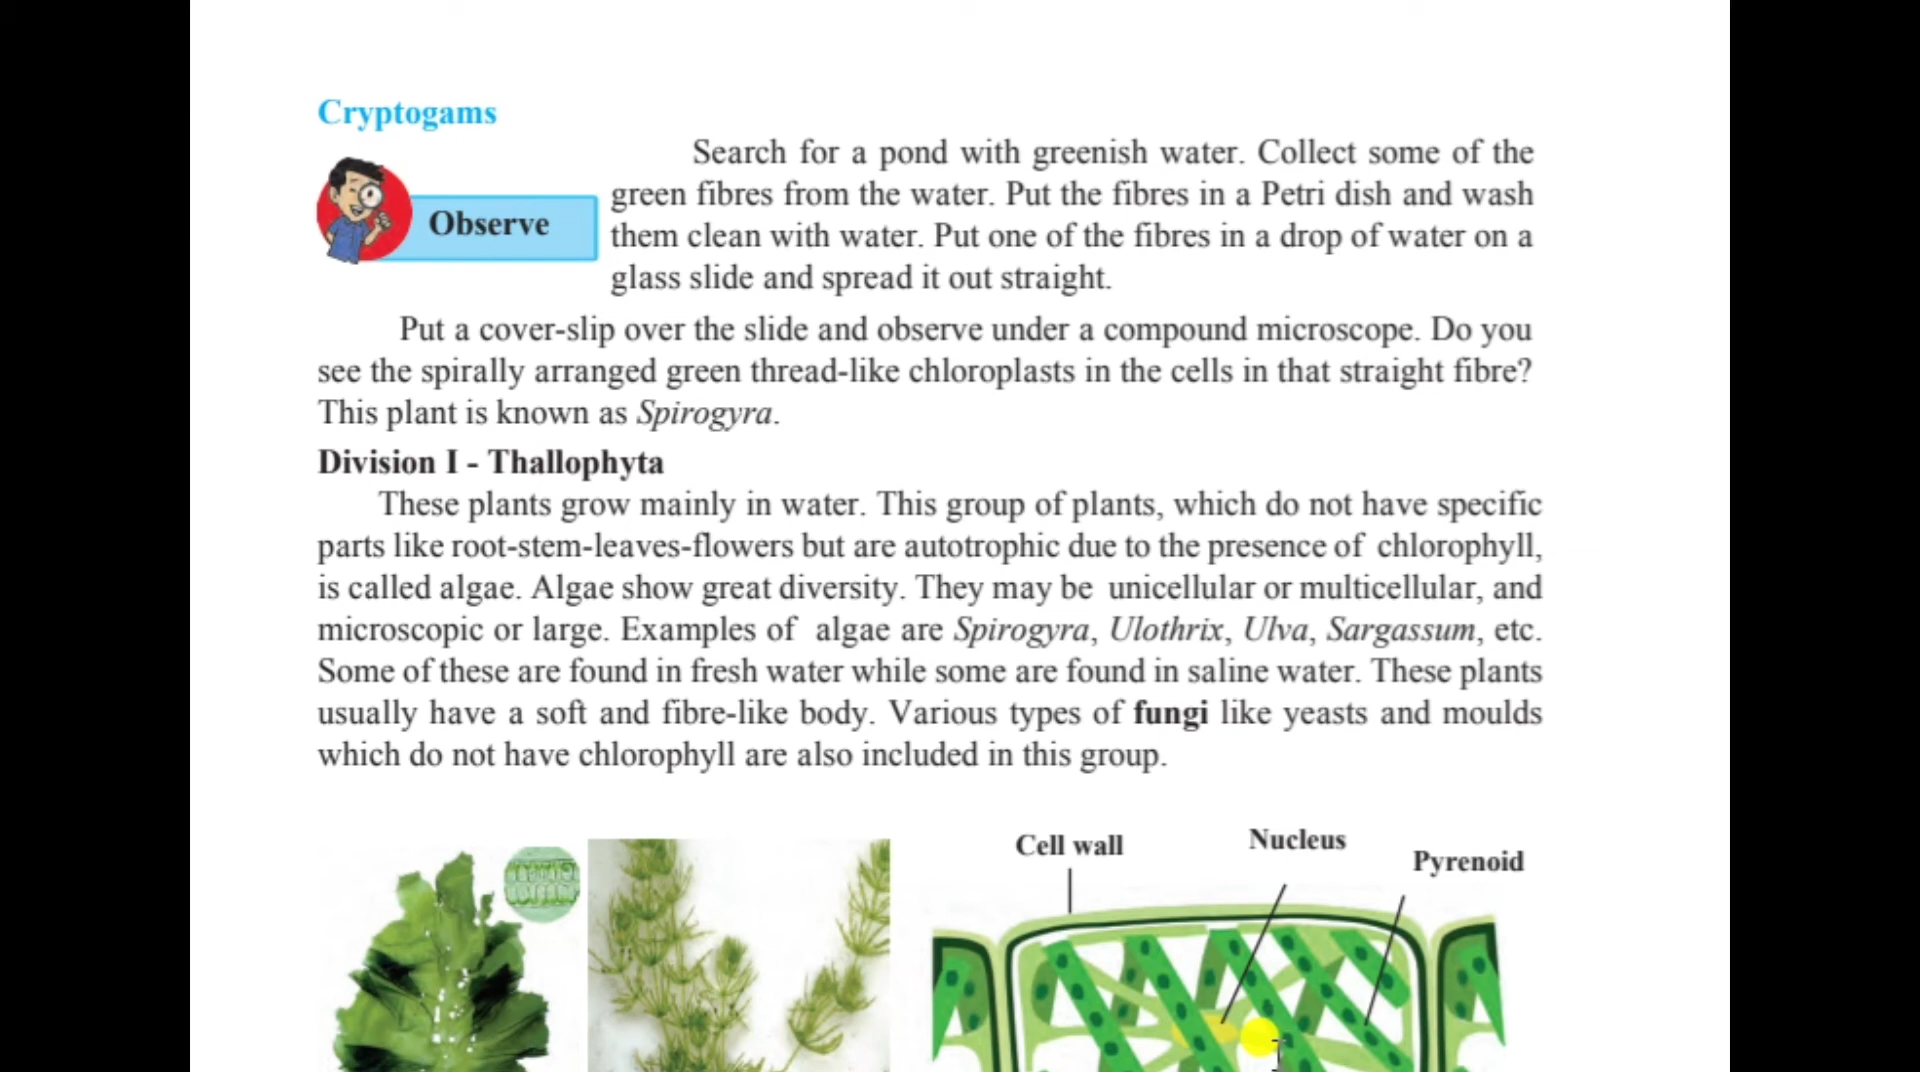 Cryptogams
Search for a pond with greenish water. Collect some of the
green fibres from the water. Put the fibres in a Petri dish and wash
Observe
them clean with water. Put one of the fibres in a drop of water on a
glass slide and spread it out straight.
Put a cover-slip over the slide and observe under a compound microscope. Do you
see the spirally arranged green thread-like chloroplasts in the cells in that straight fibre?
This plant is known as Spirogyra.
Division I - Thallophyta
These plants grow mainly in water. This group of plants, which do not have specific
parts like root-stem-leaves-flowers but are autotrophic due to the presence of chlorophyll,
is called algae. Algae show great diversity. They may be unicellular or multicellular, and
microscopic or large. Examples of algae are Spirogyra, Ulothrix, Ulva, Sargassum, etc.
Some of these are found in fresh water while some are found in saline water. These plants
usually have a soft and fibre-like body. Various types of fungi like yeasts and moulds
which do not have chlorophyll are also included in this group.
Cell wall
Nucleus
Pyrenoid